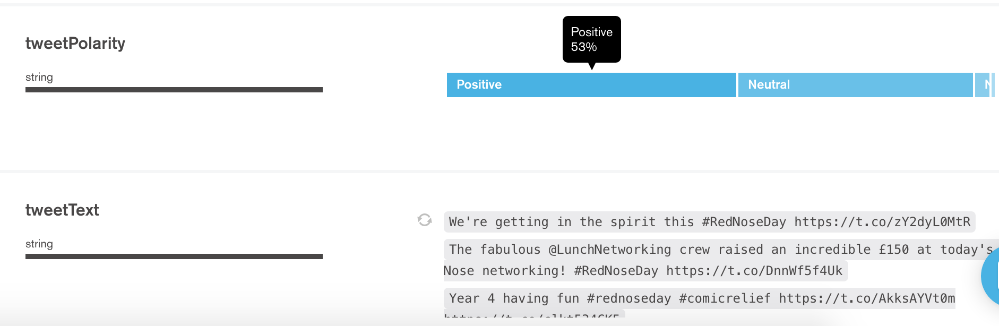 Positive
53%
tweetPolarity
string
Positive
Neutral
N
tweetText
string
We're getting in the spirit this #RedNoseDay https://t.co/zY2dyL0MtR
The fabulous @LunchNetworking crew raised an incredible £150 at today's
Nose networking! #RedNoseDay https://t.co/DnnWf5f4Uk
Year 4 having fun #rednoseday #comicrelief https://t.co/AkksAYVt0m